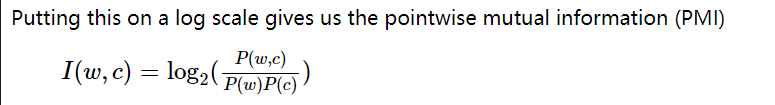 Putting this on a log scale gives us the pointwise mutual information (PMI)
I(w, c) = log₂(P(w,c) / P(w)P(c))